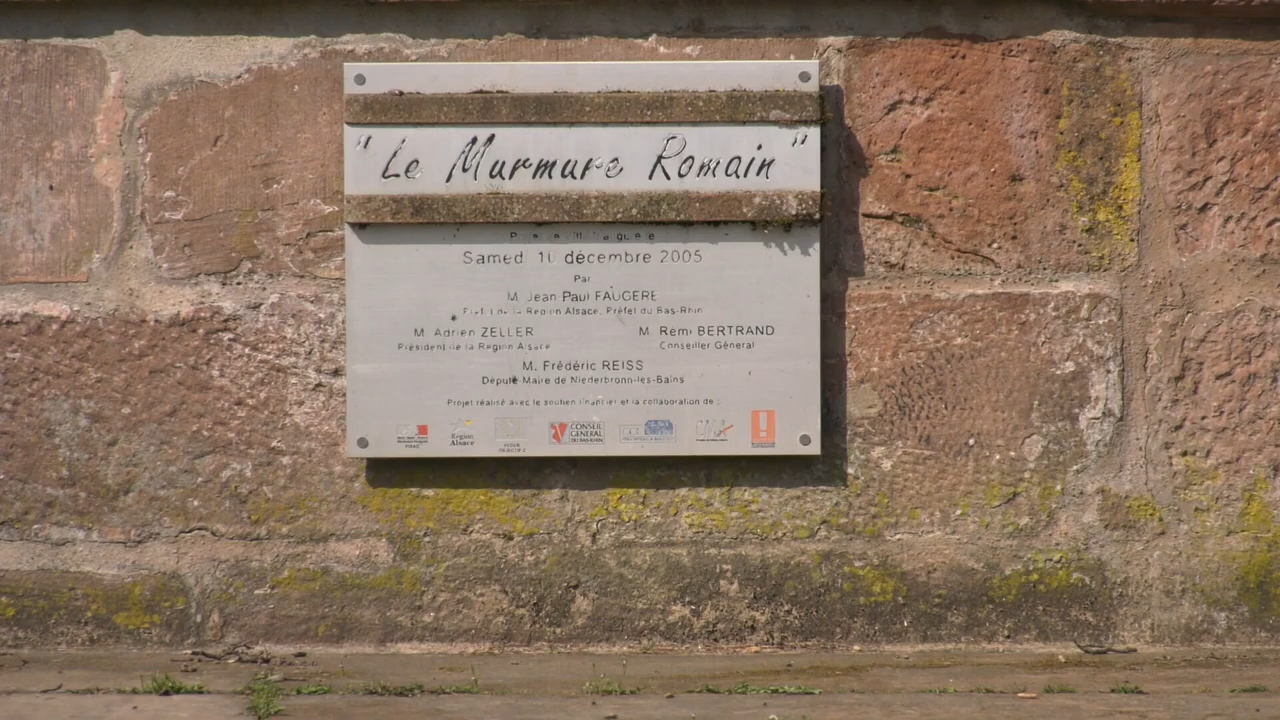 "Le Murmure Romain"
Samedi 10 décembre 2005
Par
M. Jean Paul FAUGERE
Préfet de la Région Alsace, Préfet du Bas-Rhin
M. Adrien ZELLER M. Rémi BERTRAND
Président de la Région Alsace Conseiller Général
M. Frédéric REISS
Député-Maire de Niederbronn-les-Bains
Projet réalisé avec le soutien financier et la collaboration de :
Région Alsace
CONSEIL GENERAL DU BAS-RHIN